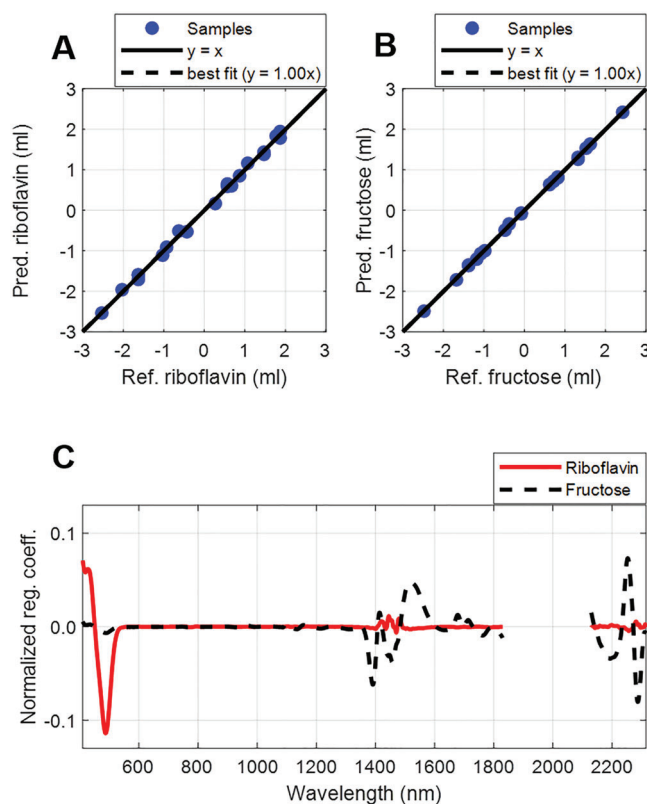 A
Samples
y = x
best fit (y = 1.00x)
Pred. riboflavin (ml)
3
2
1
0
-1
-2
-3
-3 -2 -1 0 1 2 3
Ref. riboflavin (ml)
B
Samples
y = x
best fit (y = 1.00x)
Pred. fructose (ml)
3
2
1
0
-1
-2
-3
-3 -2 -1 0 1 2 3
Ref. fructose (ml)
C
Riboflavin
Fructose
Normalized reg. coeff.
0.1
0.0
-0.1
600 800 1000 1200 1400 1600 1800 2000 2200
Wavelength (nm)